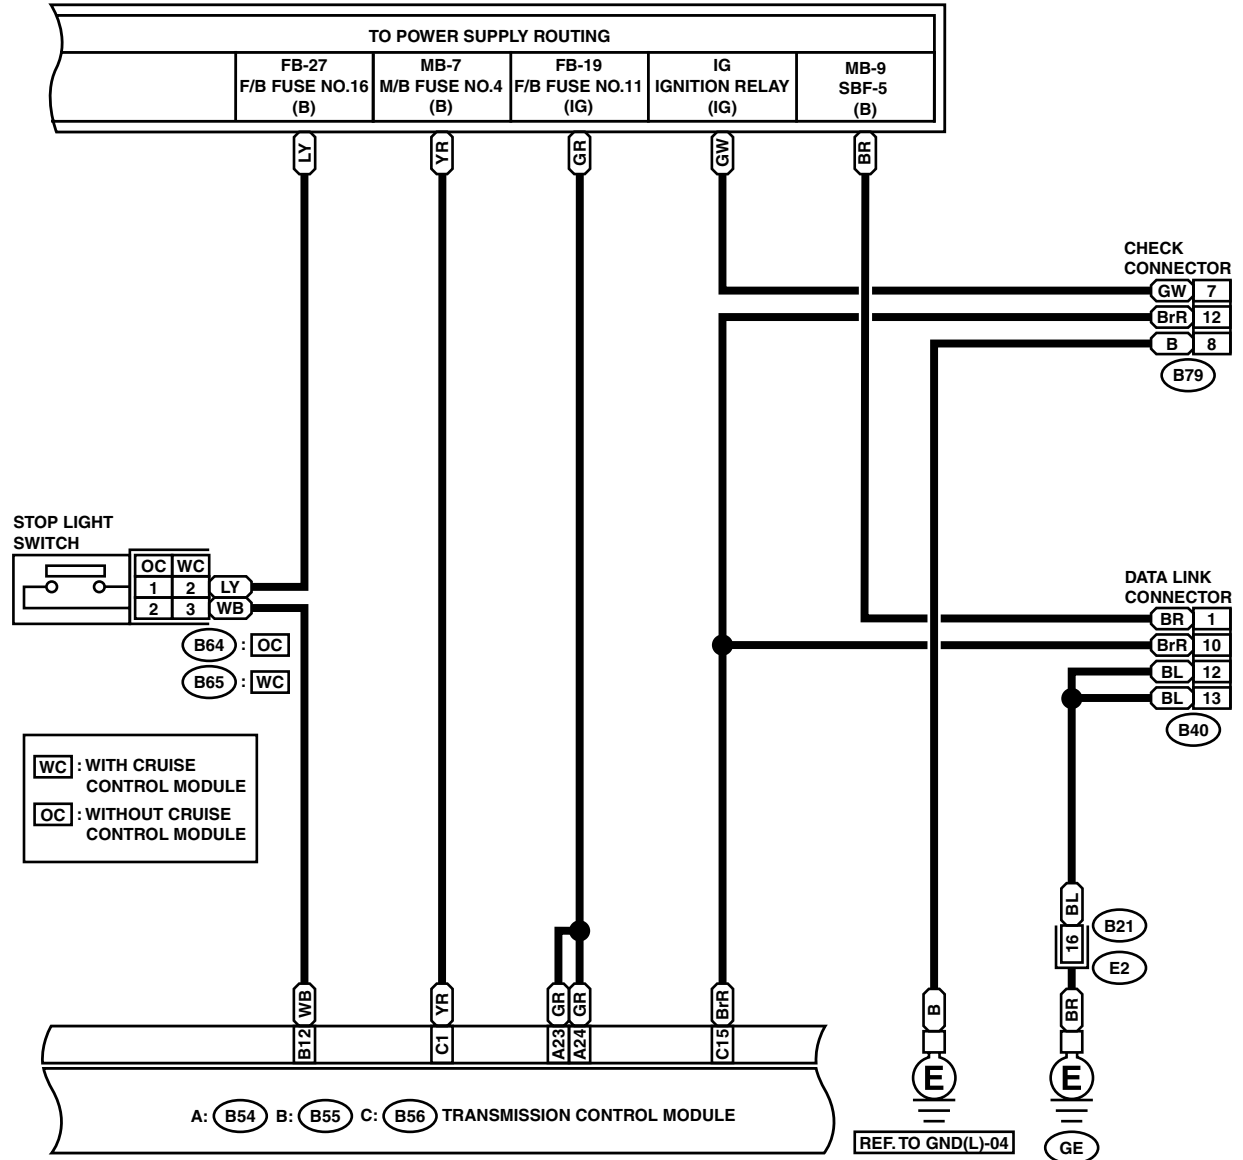 TO POWER SUPPLY ROUTING
FB-27
F/B FUSE NO.16
(B)
MB-7
M/B FUSE NO.4
(B)
FB-19
F/B FUSE NO.11
(IG)
IG
IGNITION RELAY
(IG)
MB-9
SBF-5
(B)
LY
YR
GR
GW
BR
CHECK
CONNECTOR
GW 7
BrR 12
B 8
B79
STOP LIGHT
SWITCH
OC WC
1 2 LY
2 3 WB
B64 : OC
B65 : WC
DATA LINK
CONNECTOR
BR 1
BrR 10
BL 12
BL 13
B40
WC : WITH CRUISE
CONTROL MODULE
OC : WITHOUT CRUISE
CONTROL MODULE
BL
16
B21
E2
BR
WB
YR
GR
GR
BrR
B
B12
C1
A23
A24
C15
E
E
A: B54 B: B55 C: B56 TRANSMISSION CONTROL MODULE
REF. TO GND(L)-04
GE